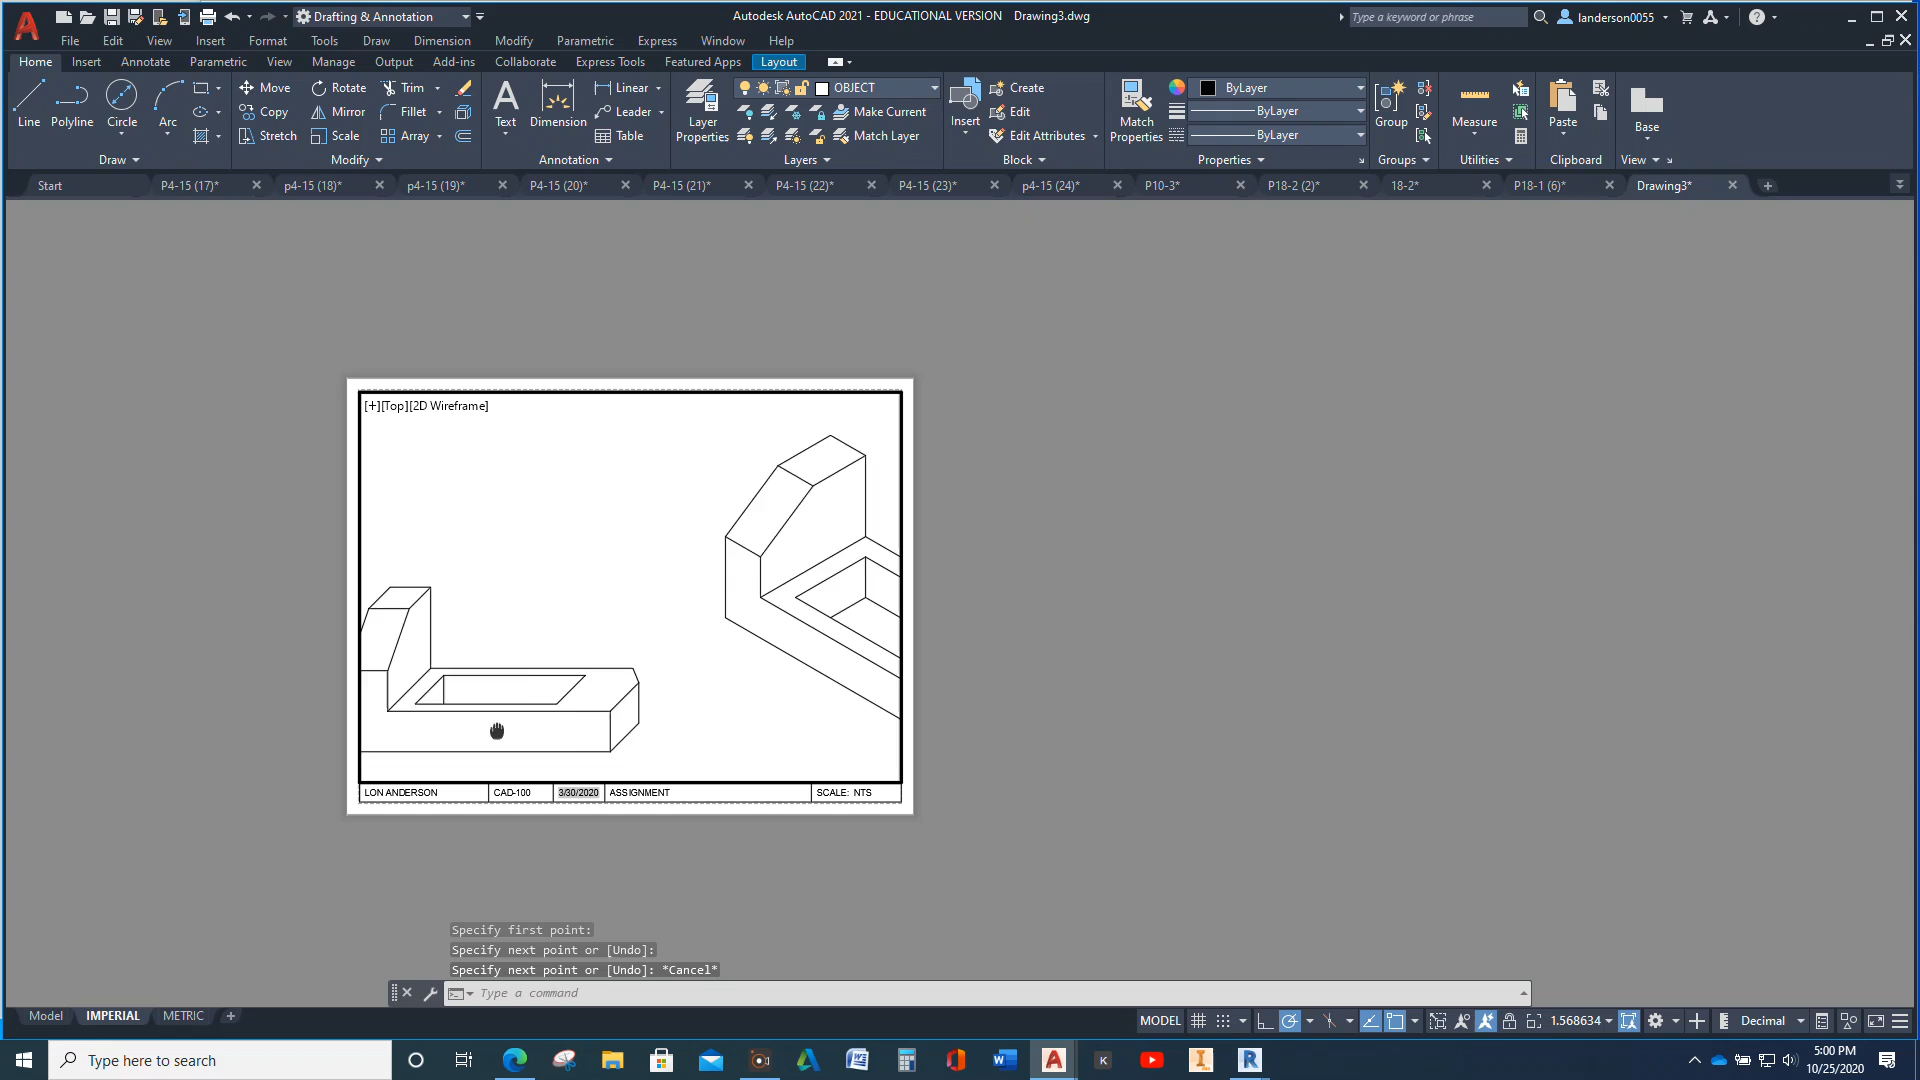 Drafting & Annotation
Autodesk AutoCAD 2021 - EDUCATIONAL VERSION Drawing3.dwg
Type a keyword or phrase
landerson0055
File Edit View Insert Format Tools Draw Dimension Modify Parametric Express Window Help
Home Insert Annotate Parametric View Manage Output Add-ins Collaborate Express Tools Featured Apps Layout
Line Polyline Circle Arc
Move Rotate Trim
Copy Mirror Fillet
Stretch Scale Array
Text Dimension
Linear
Leader
Table
Layer Properties
OBJECT
Make Current
Match Layer
Insert
Create
Edit
Edit Attributes
Match Properties
ByLayer
ByLayer
ByLayer
Group
Measure
Paste
Base
Draw Modify Annotation Layers Block Properties Groups Utilities Clipboard View
Start P4-15 (17)* p4-15 (18)* p4-15 (19)* P4-15 (20)* P4-15 (21)* P4-15 (22)* P4-15 (23)* p4-15 (24)* P10-3* P18-2 (2)* 18-2* P18-1 (6)* Drawing3*
[+][Top][2D Wireframe]
LON ANDERSON CAD-100 3/30/2020 ASSIGNMENT SCALE: NTS
Specify first point:
Specify next point or [Undo]:
Specify next point or [Undo]: *Cancel*
Type a command
Model IMPERIAL METRIC
MODEL 1.568634 Decimal
Type here to search
5:00 PM
10/25/2020